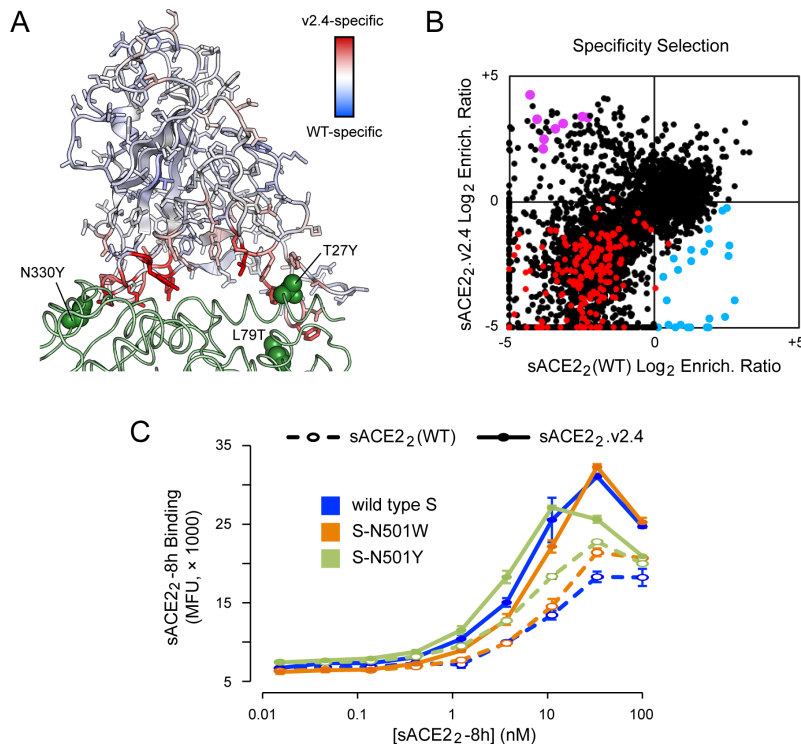 A
v2.4-specific
WT-specific
N330Y
T27Y
L79T
B
Specificity Selection
sACE2₂.v2.4 Log₂ Enrich. Ratio
+5
0
-5
-5
0
+5
sACE2₂(WT) Log₂ Enrich. Ratio
C
sACE2₂(WT)
sACE2₂.v2.4
sACE2₂-8h Binding
(MFU, × 1000)
35
25
15
5
wild type S
S-N501W
S-N501Y
0.01
0.1
1
10
100
[sACE2₂-8h] (nM)